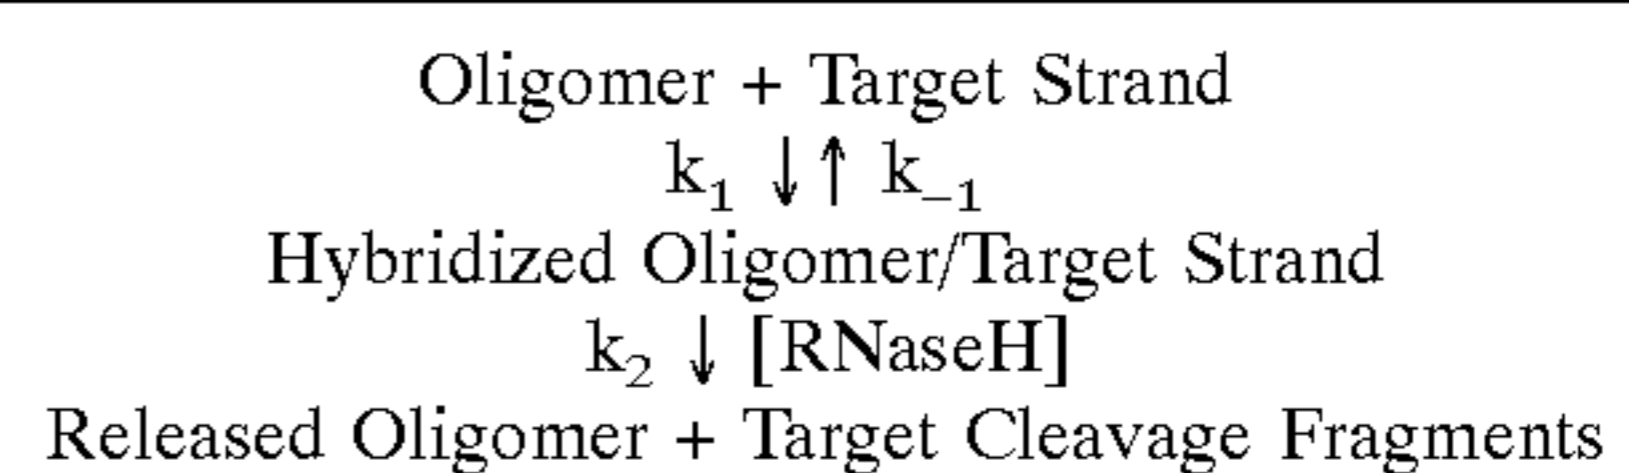 Oligomer + Target Strand
k₁ ↓↑ k₋₁
Hybridized Oligomer/Target Strand
k₂ ↓ [RNaseH]
Released Oligomer + Target Cleavage Fragments